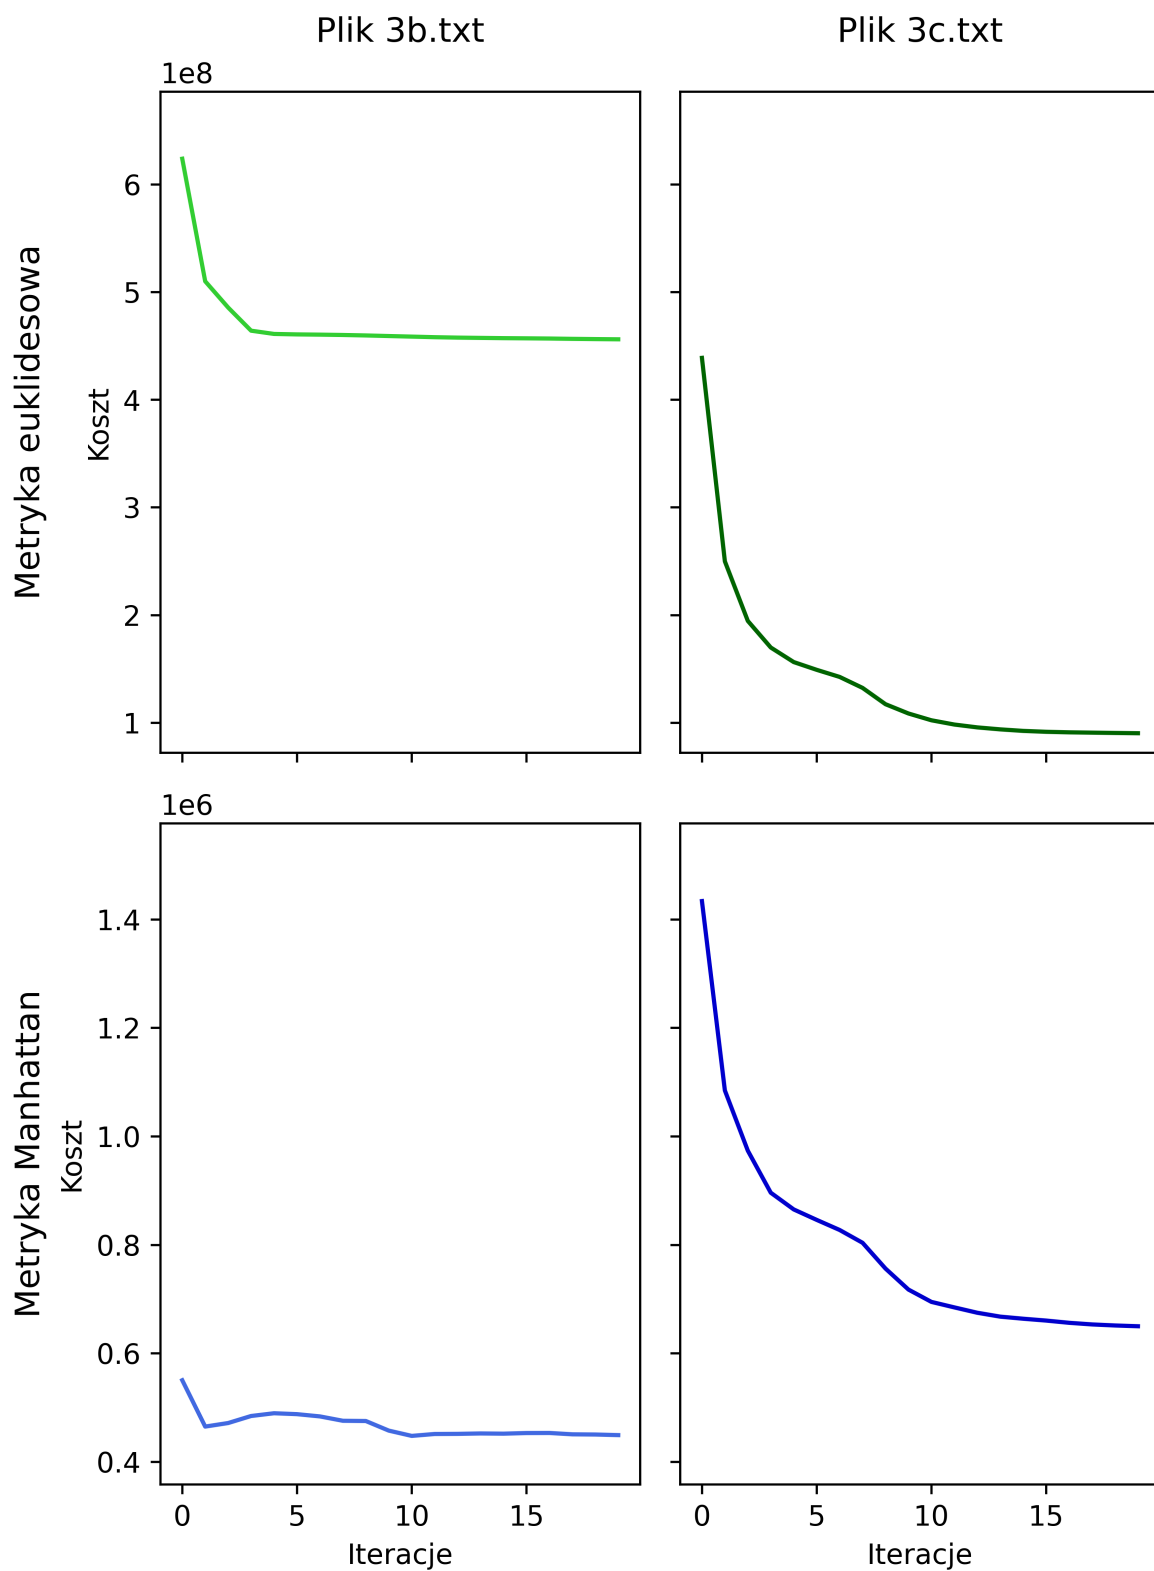 Plik 3b.txt
Plik 3c.txt
1e8
6
5
4
3
2
1
Koszt
Metryka euklidesowa
1e6
1.4
1.2
1.0
0.8
0.6
0.4
Koszt
Metryka Manhattan
0 5 10 15
0 5 10 15
Iteracje
Iteracje